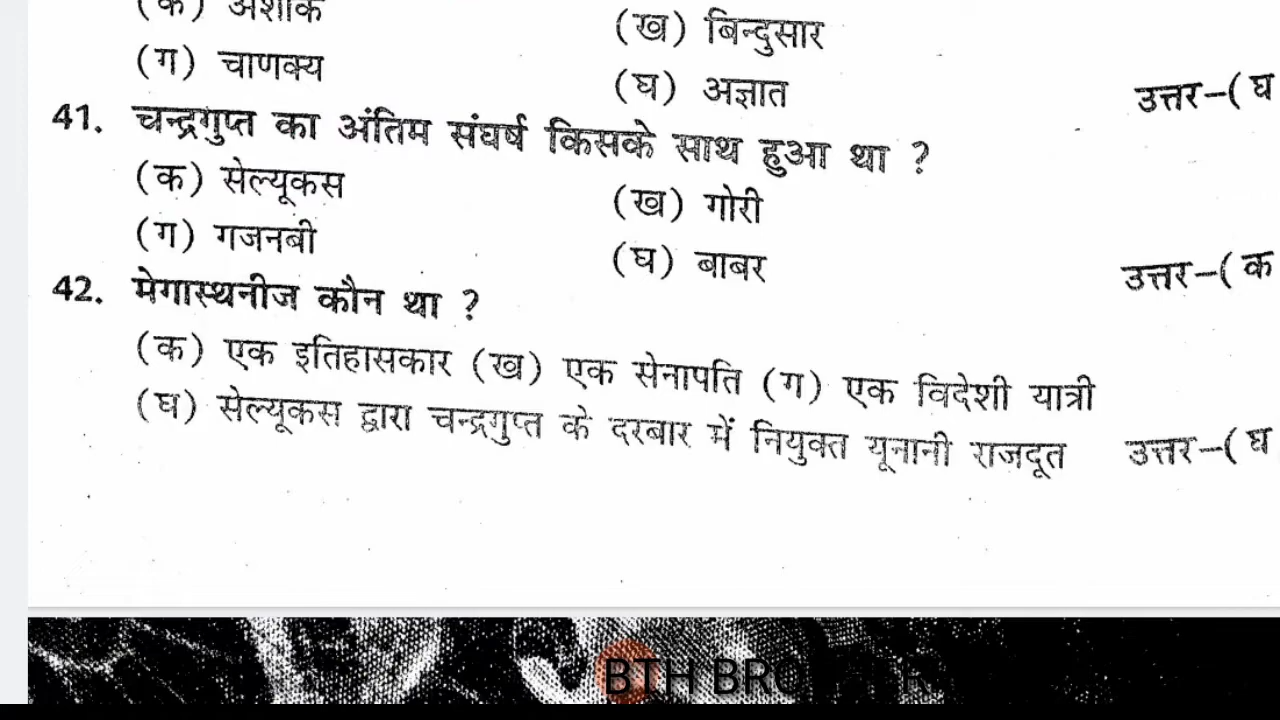 (क) अशोक
(ख) बिन्दुसार
(ग) चाणक्य
(घ) अज्ञात
उत्तर–(घ
41. चन्द्रगुप्त का अंतिम संघर्ष किसके साथ हुआ था ?
(क) सेल्यूकस
(ख) गोरी
(ग) गजनबी
(घ) बाबर
उत्तर–(क
42. मेगास्थनीज कौन था ?
(क) एक इतिहासकार (ख) एक सेनापति (ग) एक विदेशी यात्री
(घ) सेल्यूकस द्वारा चन्द्रगुप्त के दरबार में नियुक्त यूनानी राजदूत
उत्तर–(घ
BTH